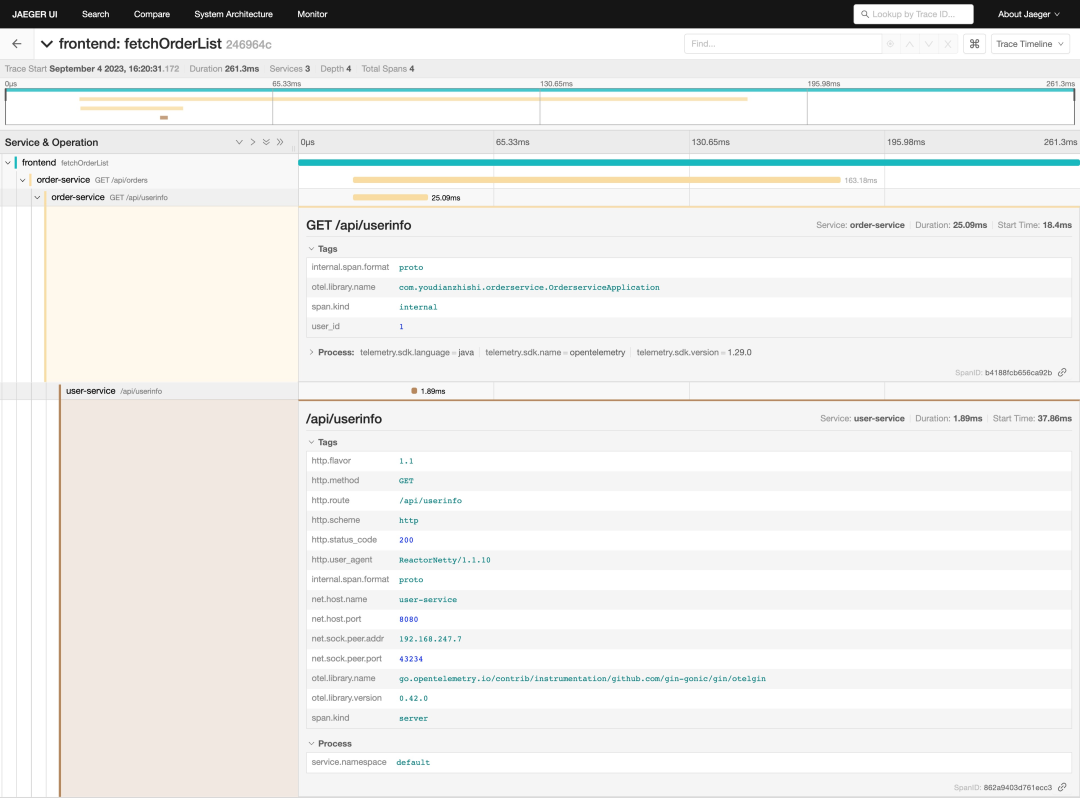 JAEGER UI Search Compare System Architecture Monitor Lookup by Trace ID... About Jaeger
frontend: fetchOrderList 246964c Find... ⌘ Trace Timeline
Trace Start September 4 2023, 16:20:31.172 Duration 261.3ms Services 3 Depth 4 Total Spans 4
0μs 65.33ms 130.65ms 195.98ms 261.3ms
Service & Operation 0μs 65.33ms 130.65ms 195.98ms 261.3ms
frontend fetchOrderList
order-service GET /api/orders 163.18ms
order-service GET /api/userinfo 25.09ms
GET /api/userinfo Service: order-service Duration: 25.09ms Start Time: 18.4ms
Tags
internal.span.format proto
otel.library.name com.youdianzhishi.orderservice.OrderserviceApplication
span.kind internal
user_id 1
Process: telemetry.sdk.language = java telemetry.sdk.name = opentelemetry telemetry.sdk.version = 1.29.0
SpanID: b4188fcb656ca92b
user-service /api/userinfo 1.89ms
/api/userinfo Service: user-service Duration: 1.89ms Start Time: 37.86ms
Tags
http.flavor 1.1
http.method GET
http.route /api/userinfo
http.scheme http
http.status_code 200
http.user_agent ReactorNetty/1.1.10
internal.span.format proto
net.host.name user-service
net.host.port 8080
net.sock.peer.addr 192.168.247.7
net.sock.peer.port 43234
otel.library.name go.opentelemetry.io/contrib/instrumentation/github.com/gin-gonic/gin/otelgin
otel.library.version 0.42.0
span.kind server
Process
service.namespace default
SpanID: 862a9403d761ecc3